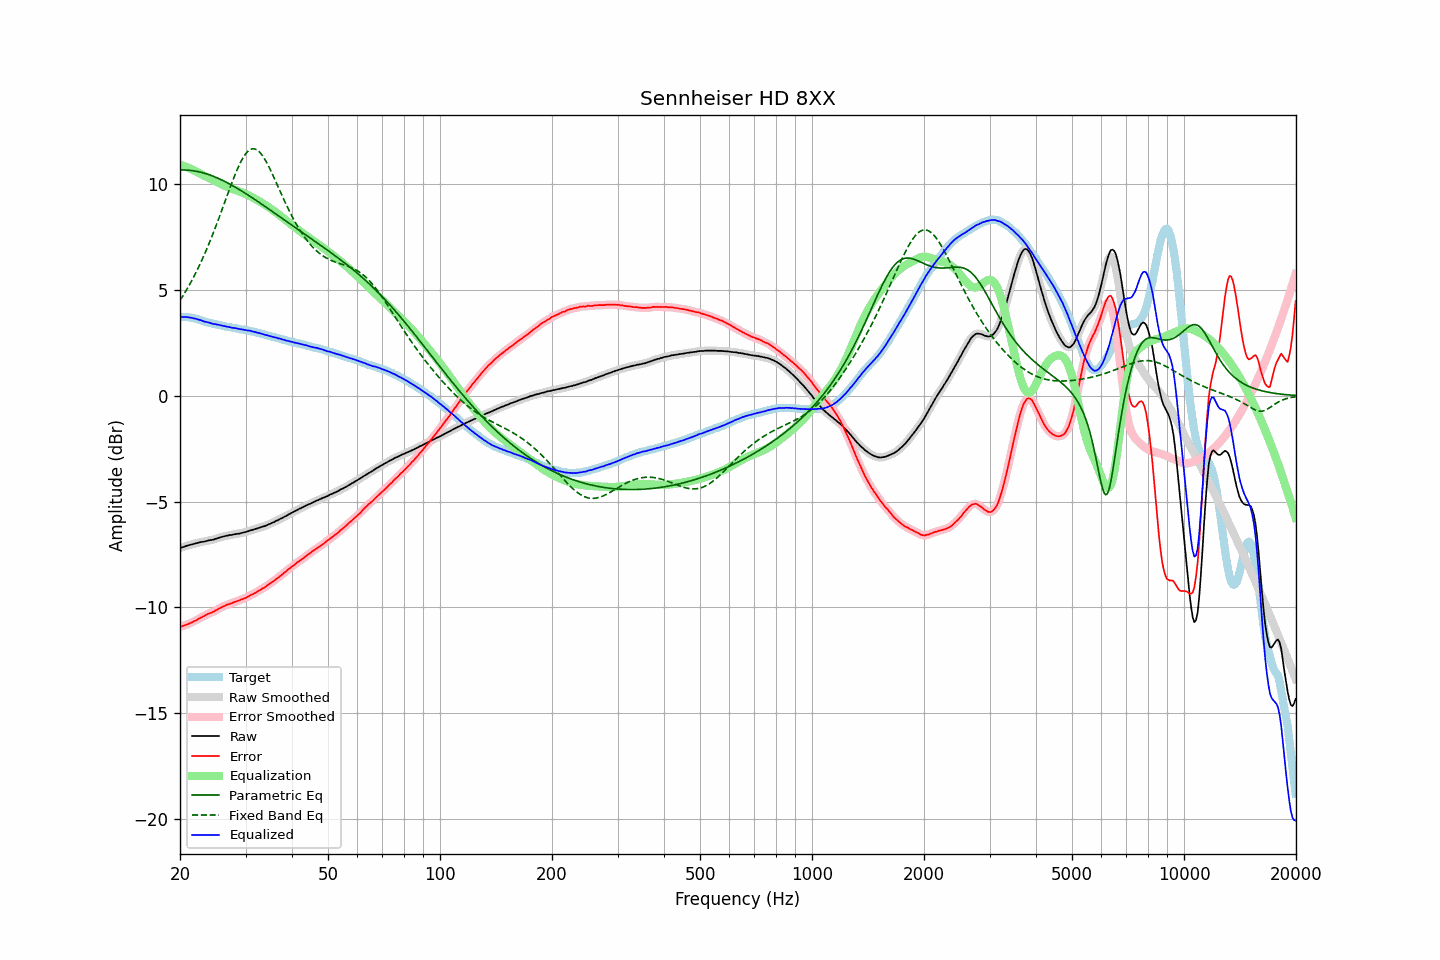 Sennheiser HD 8XX
Amplitude (dBr)
10
5
0
−5
−10
−15
−20
Target
Raw Smoothed
Error Smoothed
Raw
Error
Equalization
Parametric Eq
Fixed Band Eq
Equalized
20 50 100 200 500 1000 2000 5000 10000 20000
Frequency (Hz)